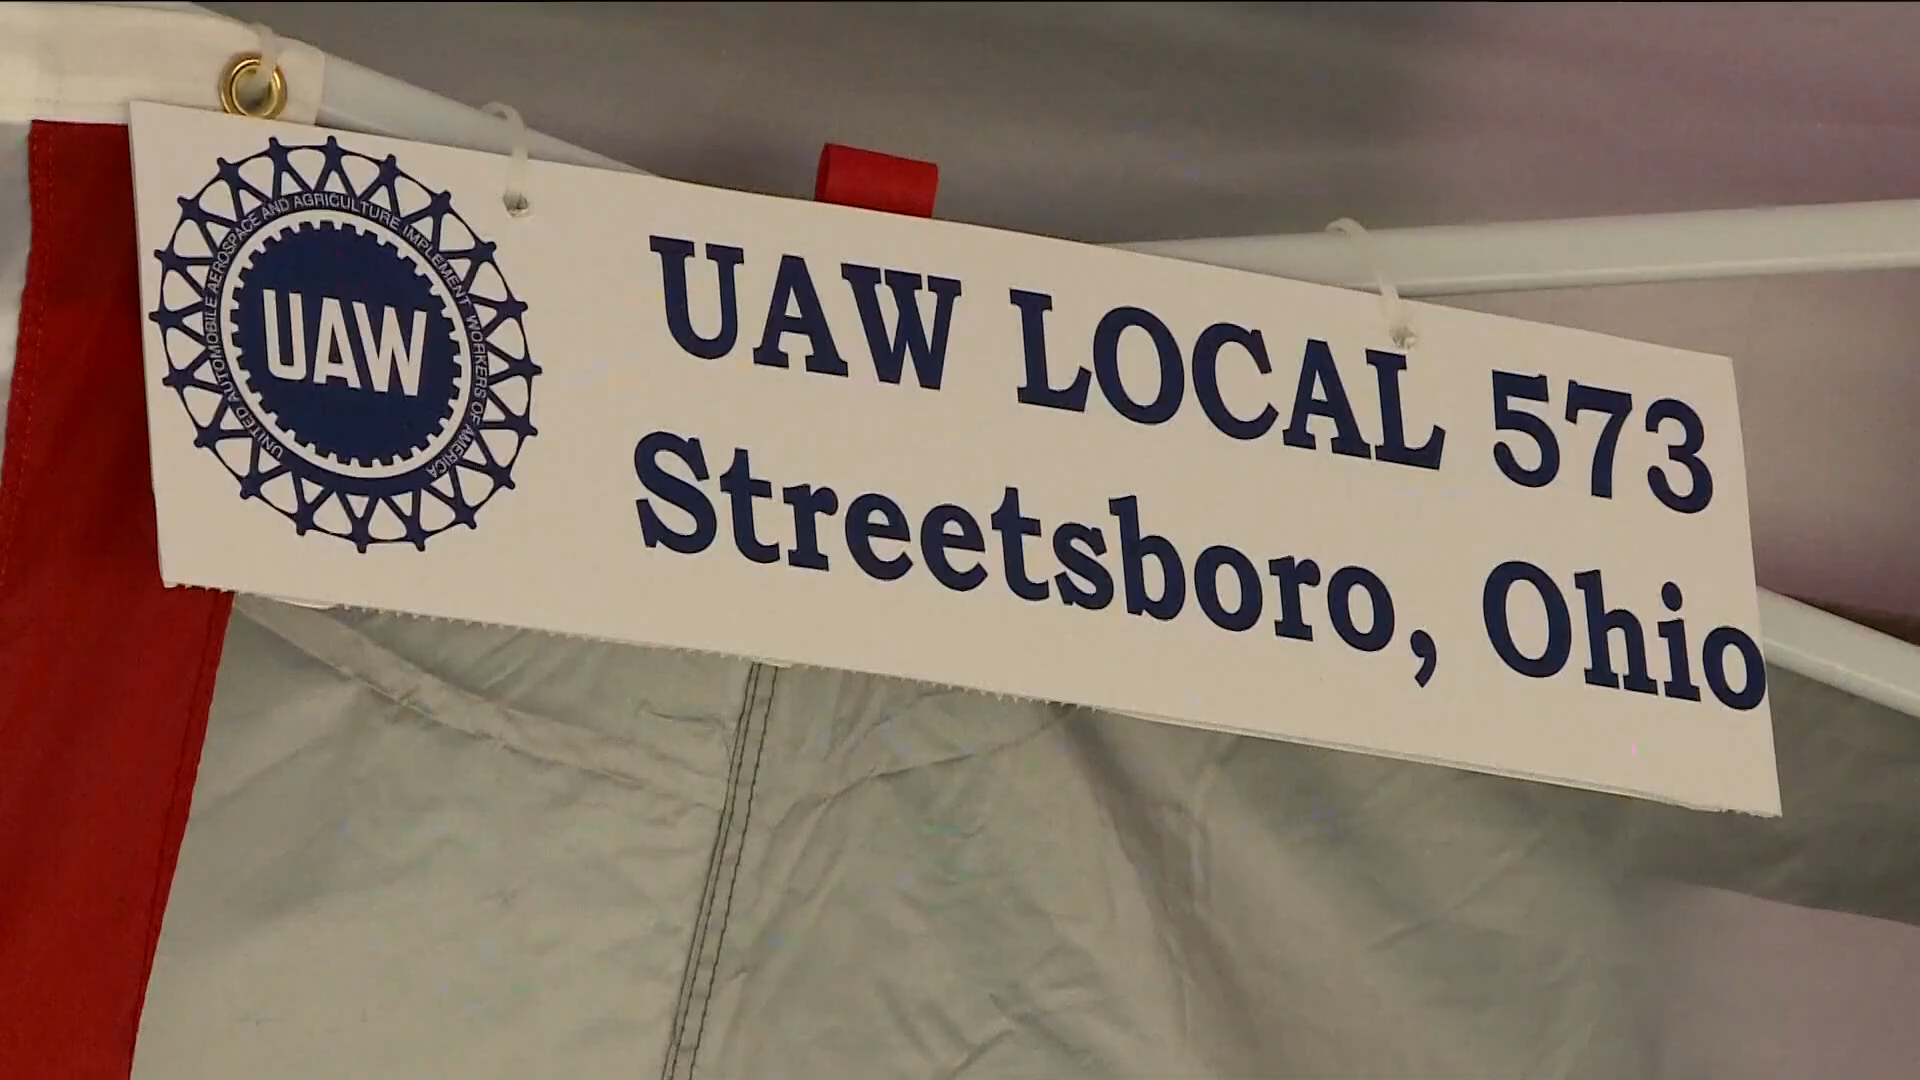 UNITED AUTOMOBILE AEROSPACE AND AGRICULTURE IMPLEMENT WORKERS OF AMERICA
UAW
UAW LOCAL 573
Streetsboro, Ohio